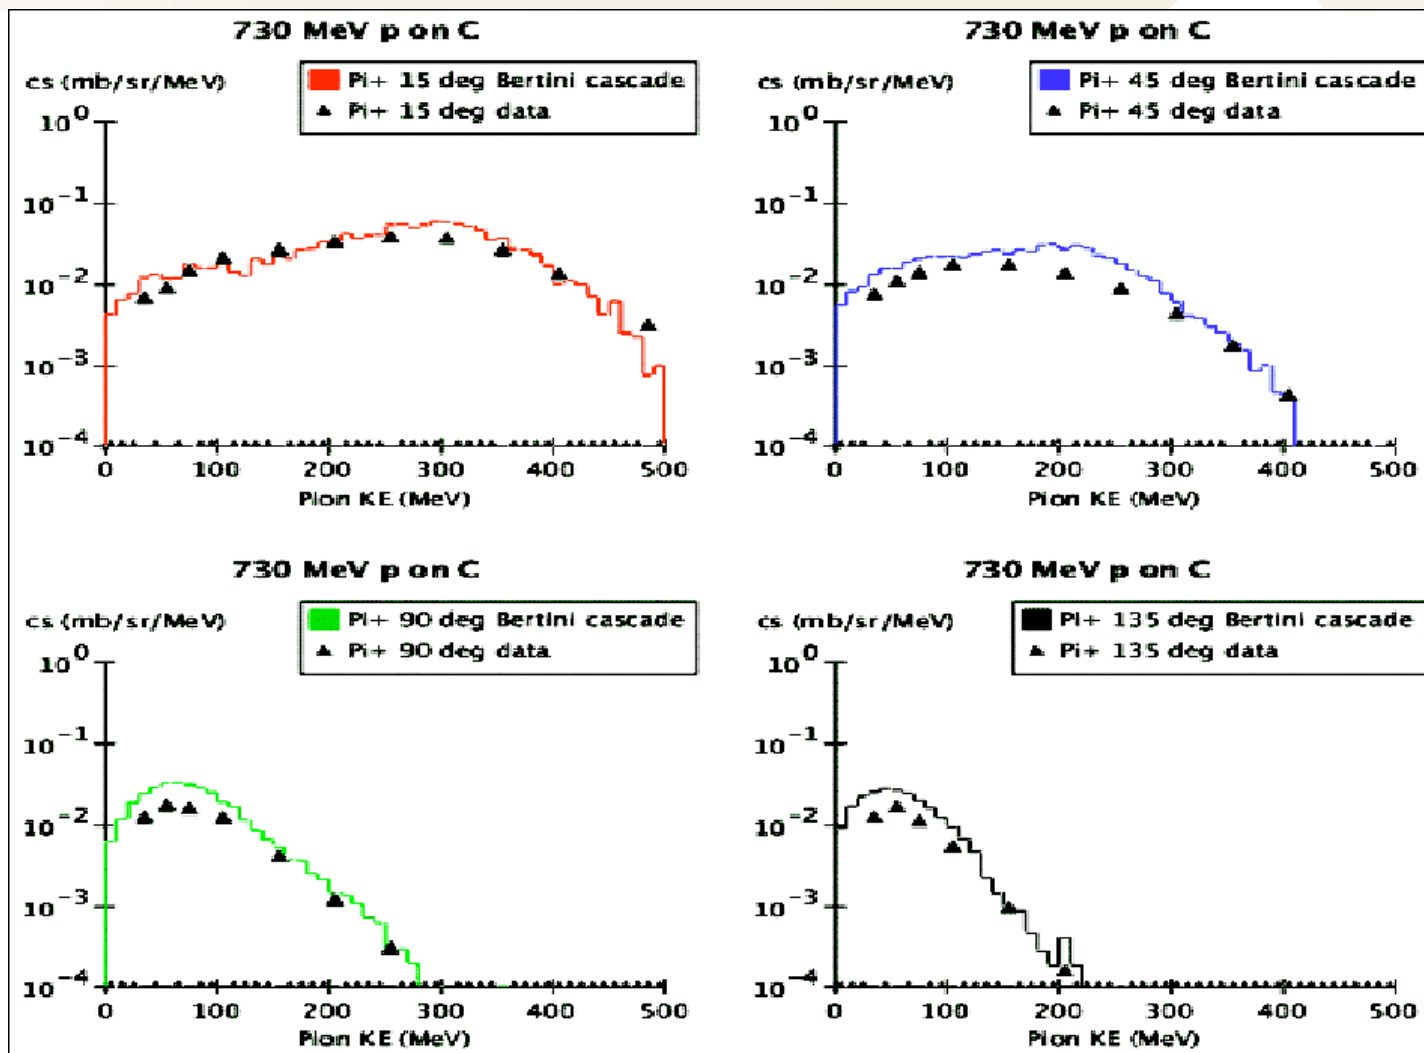 730 MeV p on C
cs (mb/sr/MeV)
Pi+ 15 deg Bertini cascade
Pi+ 15 deg data
10^0
10^-1
10^-2
10^-3
10^-4
0 100 200 300 400 500
Pion KE (MeV)
730 MeV p on C
cs (mb/sr/MeV)
Pi+ 45 deg Bertini cascade
Pi+ 45 deg data
10^0
10^-1
10^-2
10^-3
10^-4
0 100 200 300 400 500
Pion KE (MeV)
730 MeV p on C
cs (mb/sr/MeV)
Pi+ 90 deg Bertini cascade
Pi+ 90 deg data
10^0
10^-1
10^-2
10^-3
10^-4
0 100 200 300 400 500
Pion KE (MeV)
730 MeV p on C
cs (mb/sr/MeV)
Pi+ 135 deg Bertini cascade
Pi+ 135 deg data
10^0
10^-1
10^-2
10^-3
10^-4
0 100 200 300 400 500
Pion KE (MeV)